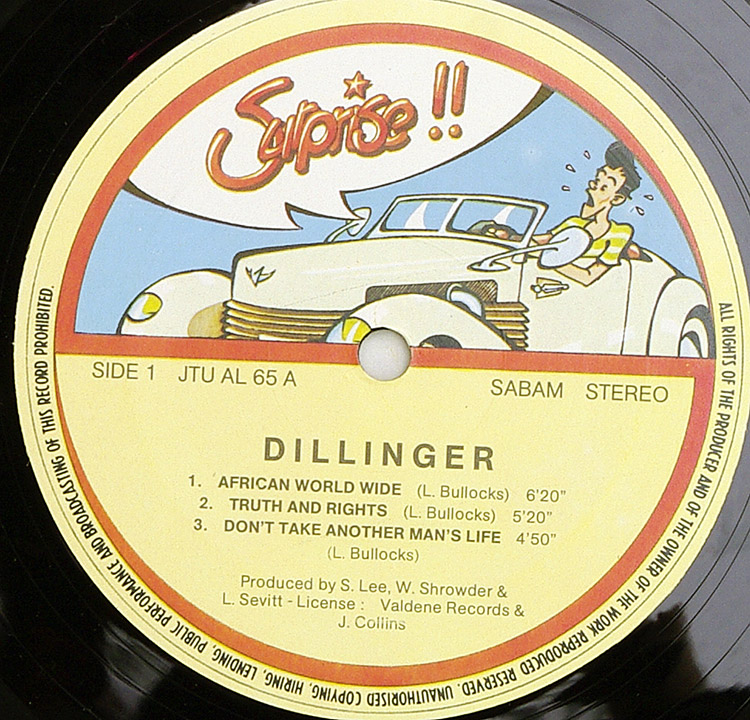 Surprise !!
SIDE 1 JTU AL 65 A
SABAM STEREO
DILLINGER
1. AFRICAN WORLD WIDE (L. Bullocks) 6'20"
2. TRUTH AND RIGHTS (L. Bullocks) 5'20"
3. DON'T TAKE ANOTHER MAN'S LIFE 4'50"
(L. Bullocks)
Produced by S. Lee, W. Shrowder &
L. Sevitt - License : Valdene Records &
J. Collins
ALL RIGHTS OF THE PRODUCER AND OF THE OWNER OF THE WORK REPRODUCED RESERVED. UNAUTHORISED COPYING, HIRING, LENDING, PUBLIC PERFORMANCE AND BROADCASTING OF THIS RECORD PROHIBITED.